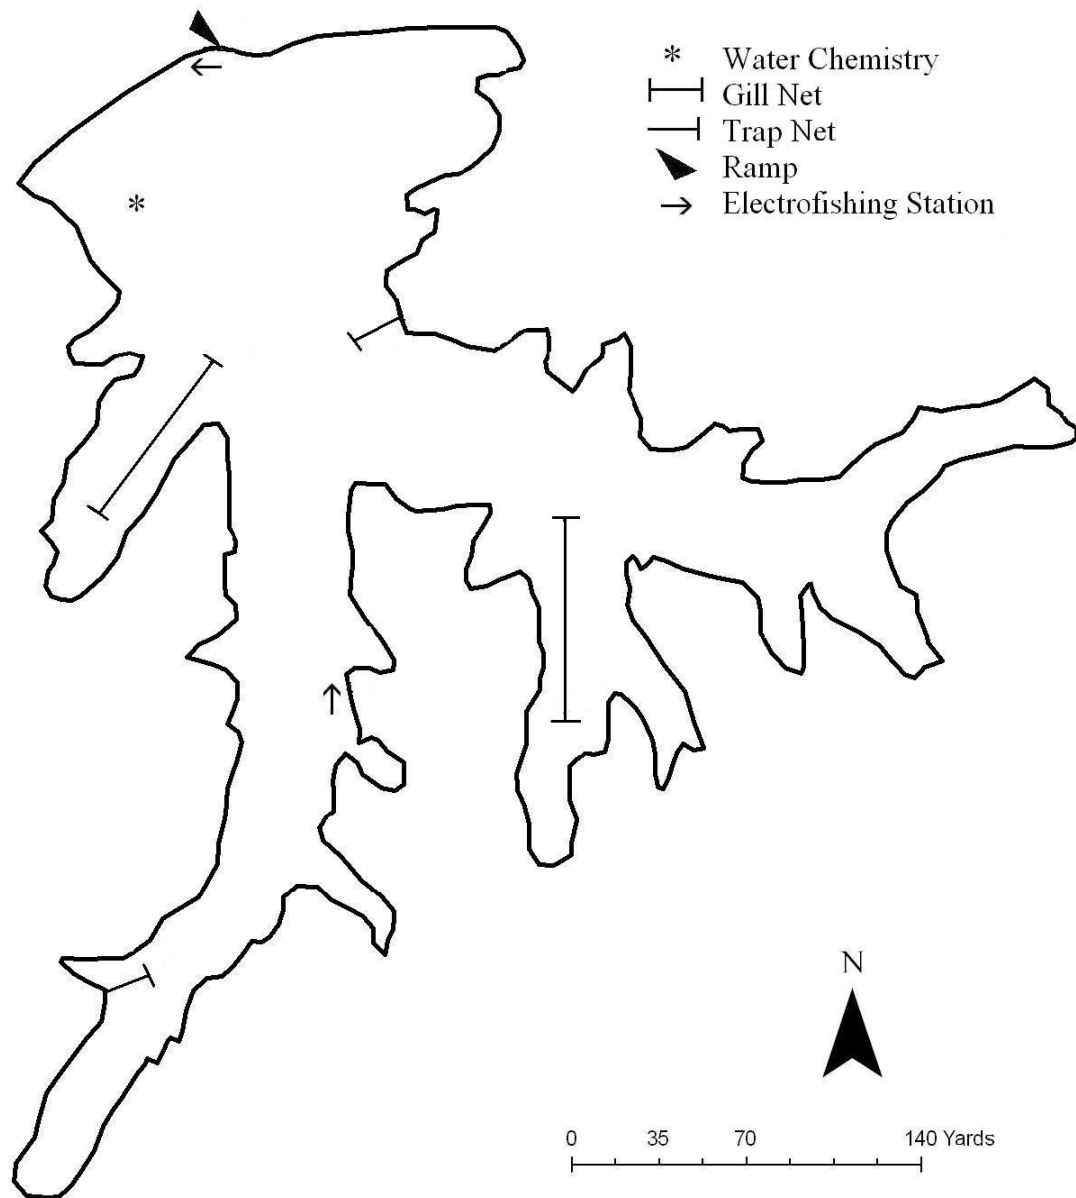 * Water Chemistry
Gill Net
Trap Net
Ramp
→ Electrofishing Station
N
0 35 70 140 Yards